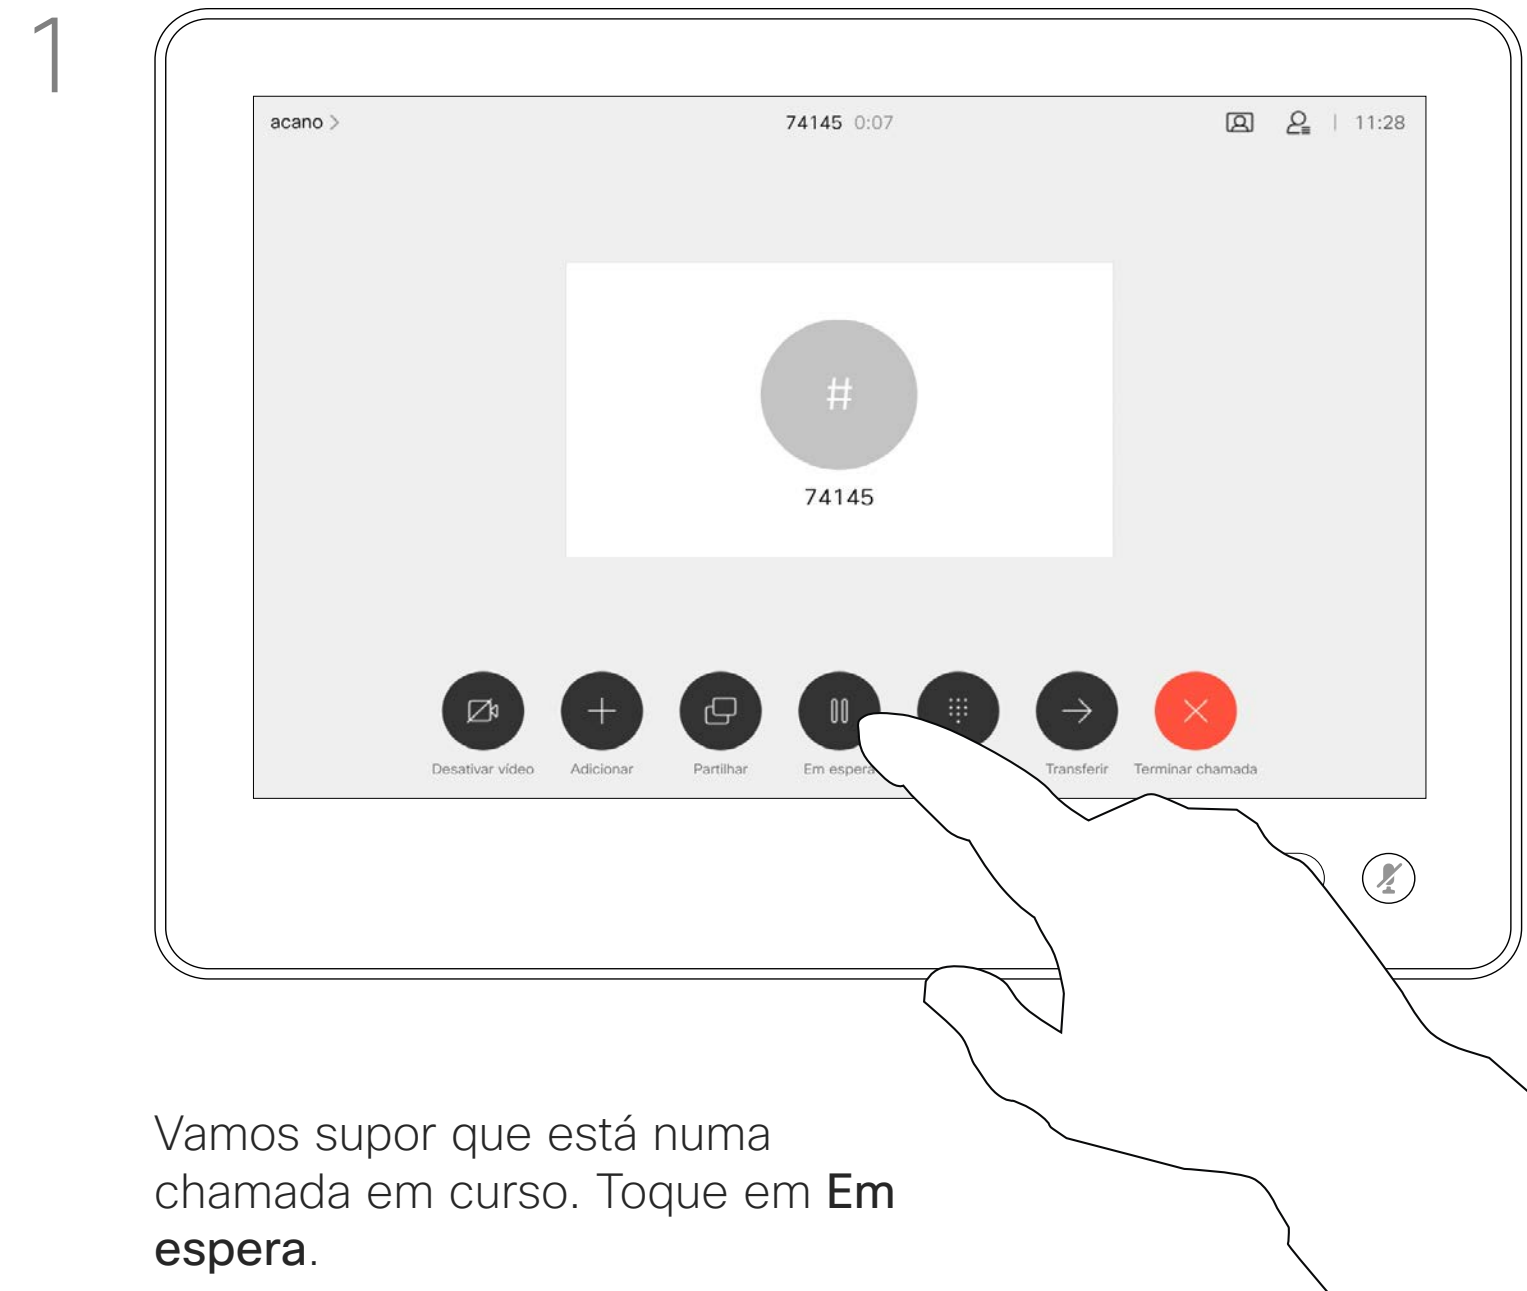 1
acano >
74145 0:07
11:28
#
74145
Desativar vídeo
Adicionar
Partilhar
Em espera
Transferir
Terminar chamada
Vamos supor que está numa
chamada em curso. Toque em Em
espera.